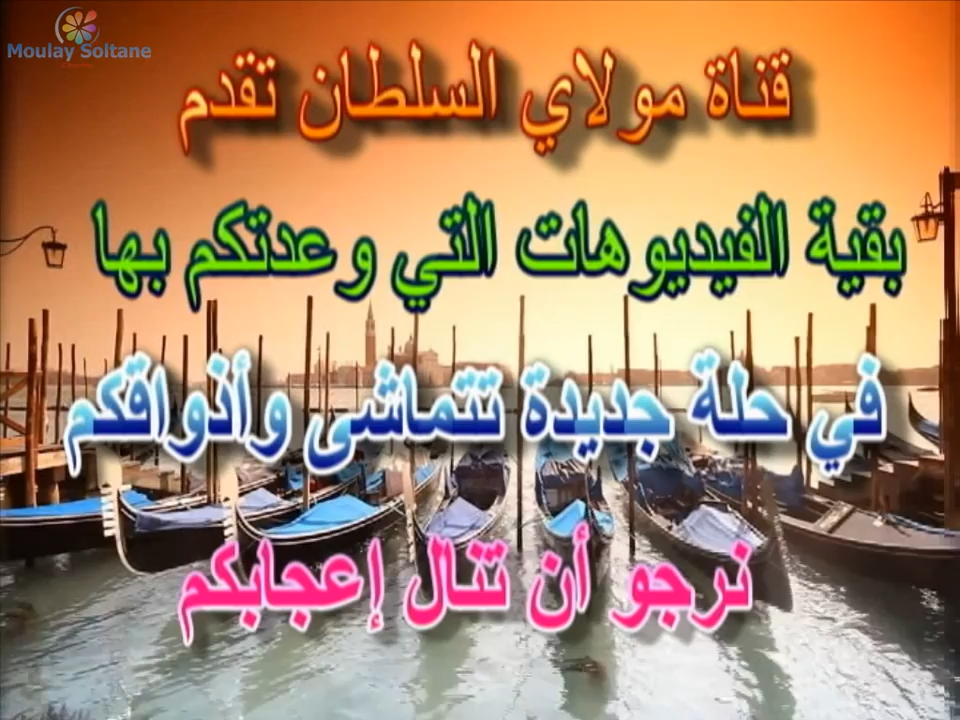 Moulay Soltane
قناة مولاي السلطان تقدم
بقية الفيديوهات التي وعدتكم بها
في حلة جديدة تتماشى وأذواقكم
نرجو أن تنال إعجابكم